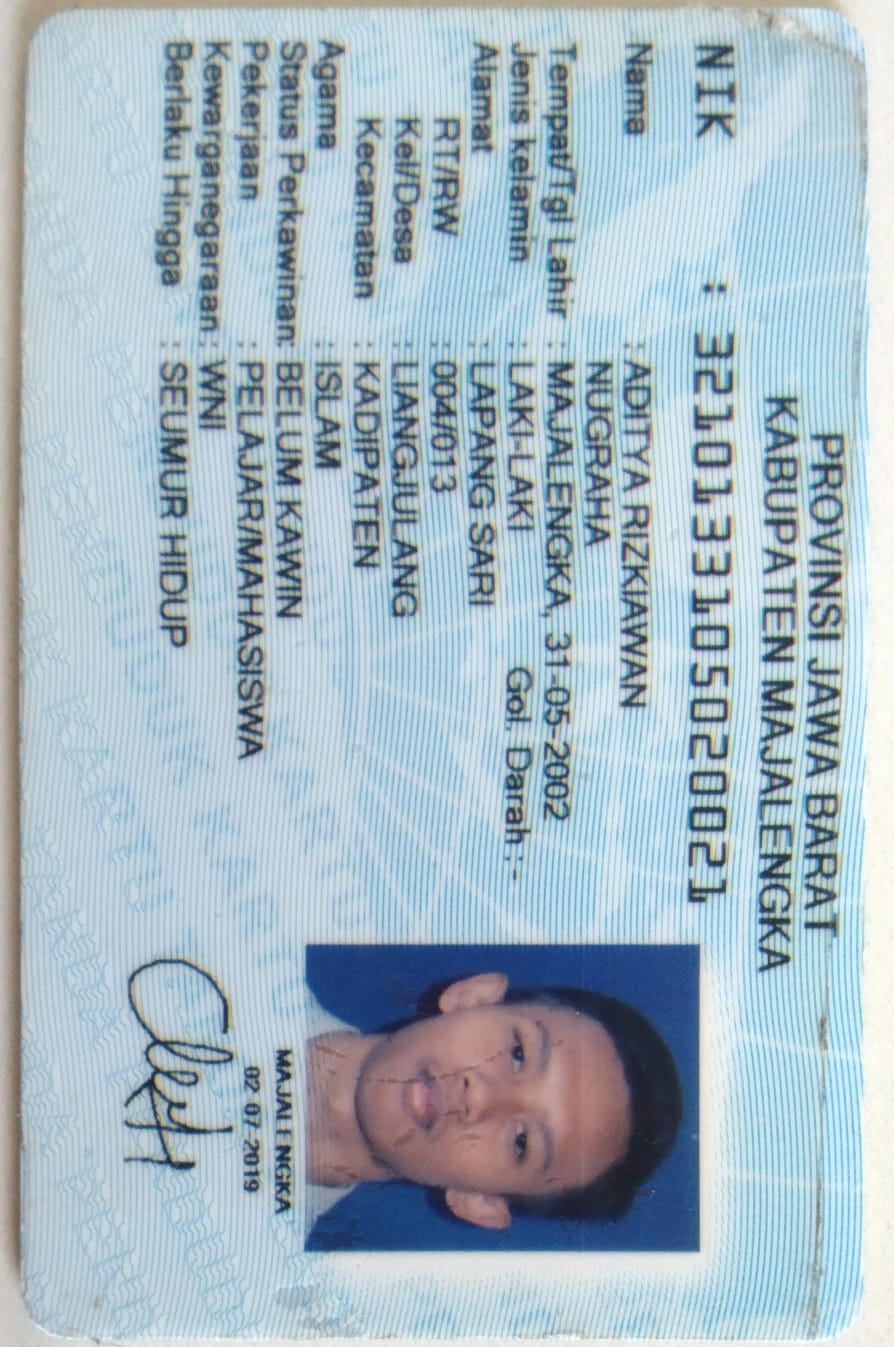 PROVINSI JAWA BARAT
KABUPATEN MAJALENGKA
NIK : 3210133105020021
Nama : ADITYA RIZKIAWAN
NUGRAHA
Tempat/Tgl Lahir : MAJALENGKA, 31-05-2002
Jenis kelamin : LAKI-LAKI Gol. Darah : -
Alamat : LAPANG SARI
RT/RW : 004/013
Kel/Desa : LIANGJULANG
Kecamatan : KADIPATEN
Agama : ISLAM
Status Perkawinan: BELUM KAWIN
Pekerjaan : PELAJAR/MAHASISWA
Kewarganegaraan: WNI
Berlaku Hingga : SEUMUR HIDUP
MAJALENGKA
02-07-2019